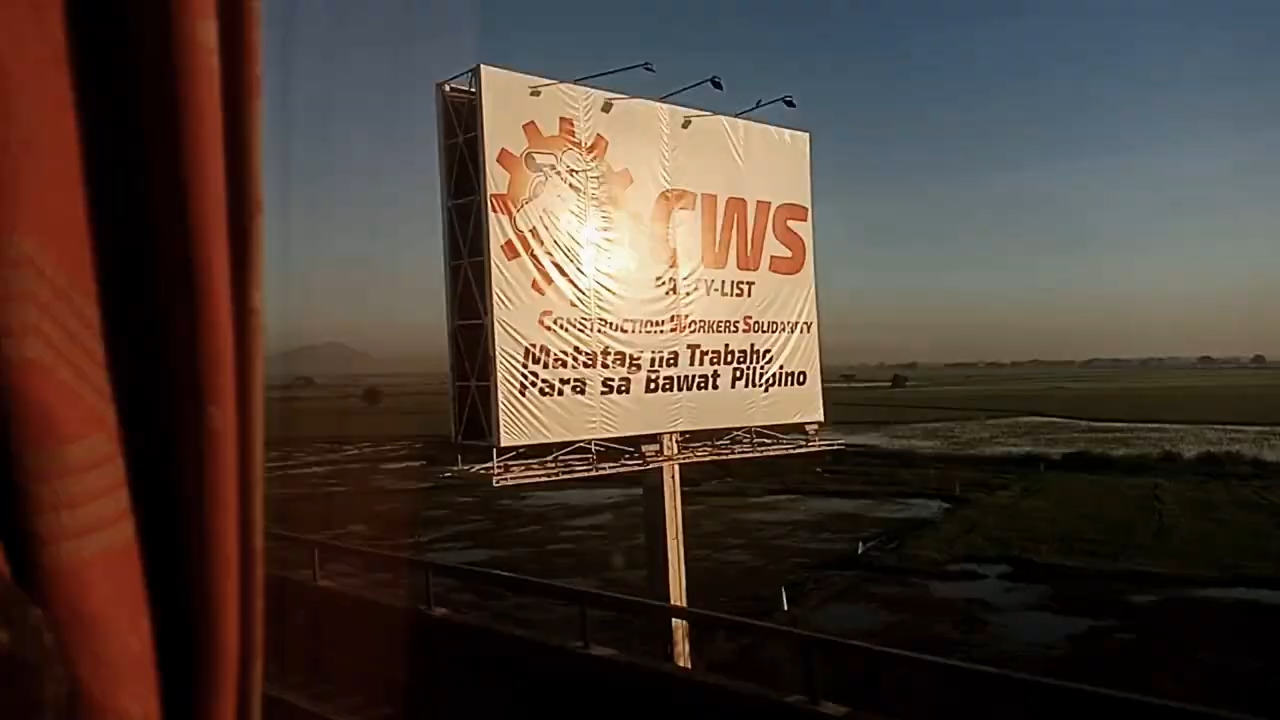 CWS
PARTY-LIST
CONSTRUCTION WORKERS SOLIDARITY
Matatag na Trabaho
Para sa Bawat Pilipino